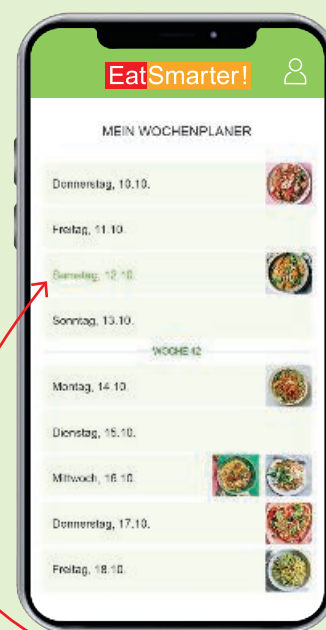 EatSmarter!
MEIN WOCHENPLANER
Donnerstag, 10.10.
Freitag, 11.10.
Samstag, 12.10.
Sonntag, 13.10.
WOCHE 42
Montag, 14.10.
Dienstag, 15.10.
Mittwoch, 16.10.
Donnerstag, 17.10.
Freitag, 18.10.